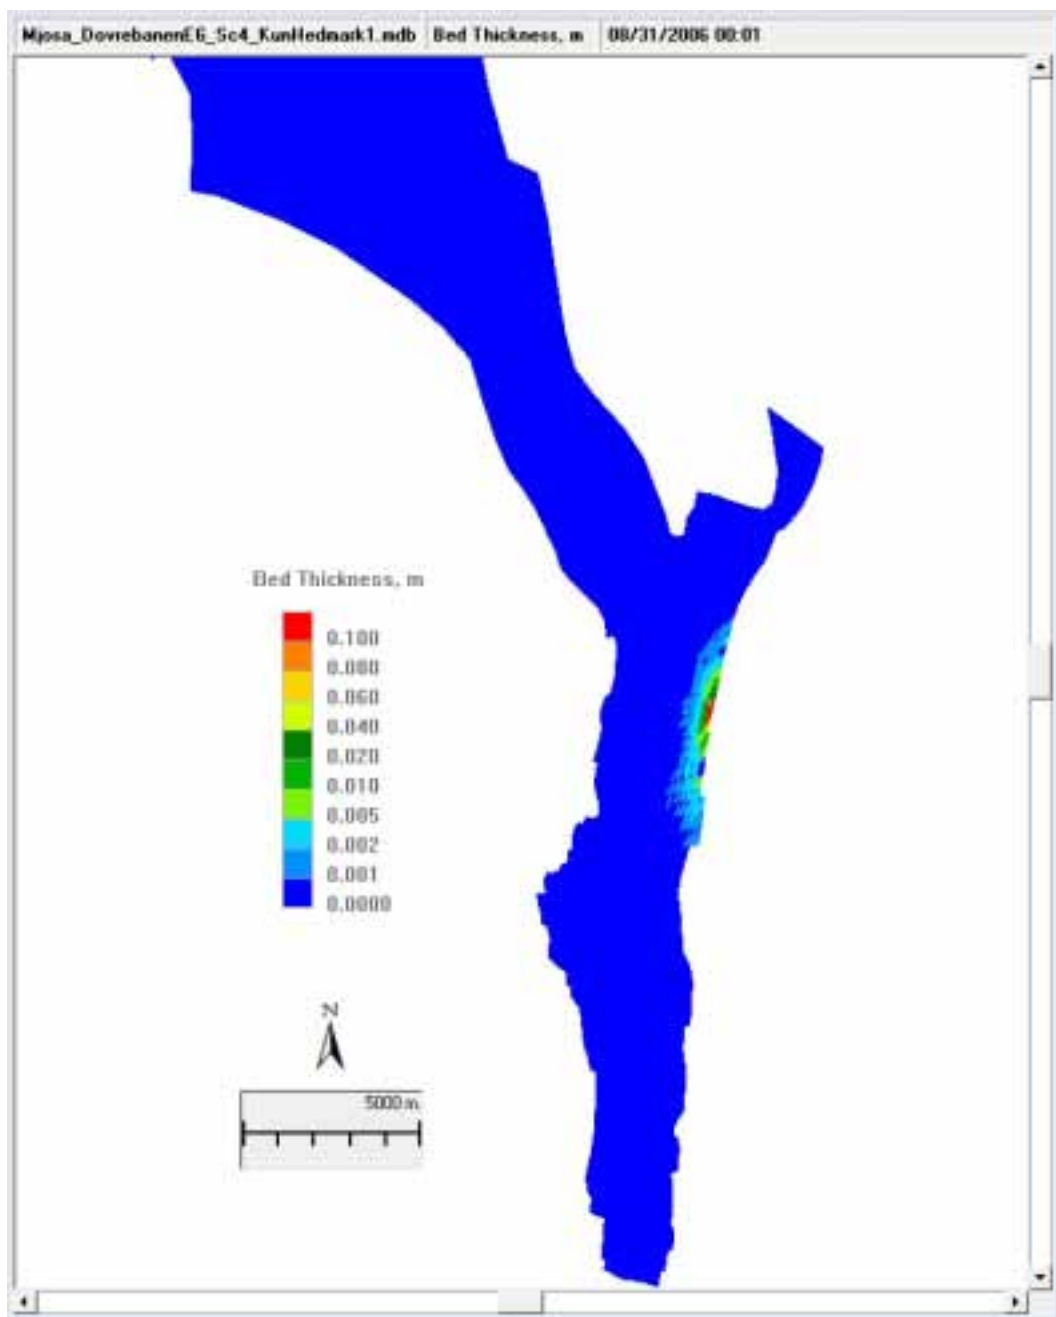 Mjosa_DovrebanenE6_Sc4_KunHedmark1.mdb Bed Thickness, m 08/31/2006 00:01
Bed Thickness, m
0.100
0.080
0.060
0.040
0.020
0.010
0.005
0.002
0.001
0.0000
N
5000 m